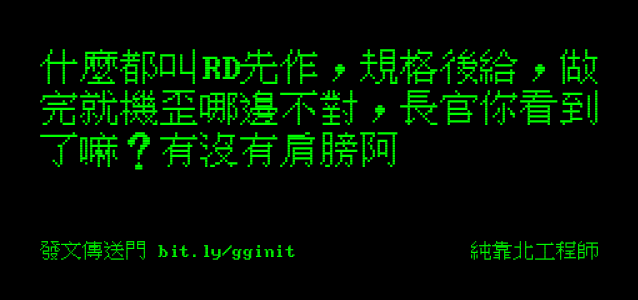 什麼都叫RD先作，規格後給，做
完就機歪哪邊不對，長官你看到
了嘛？有沒有肩膀阿
發文傳送門 bit.ly/gginit
純靠北工程師